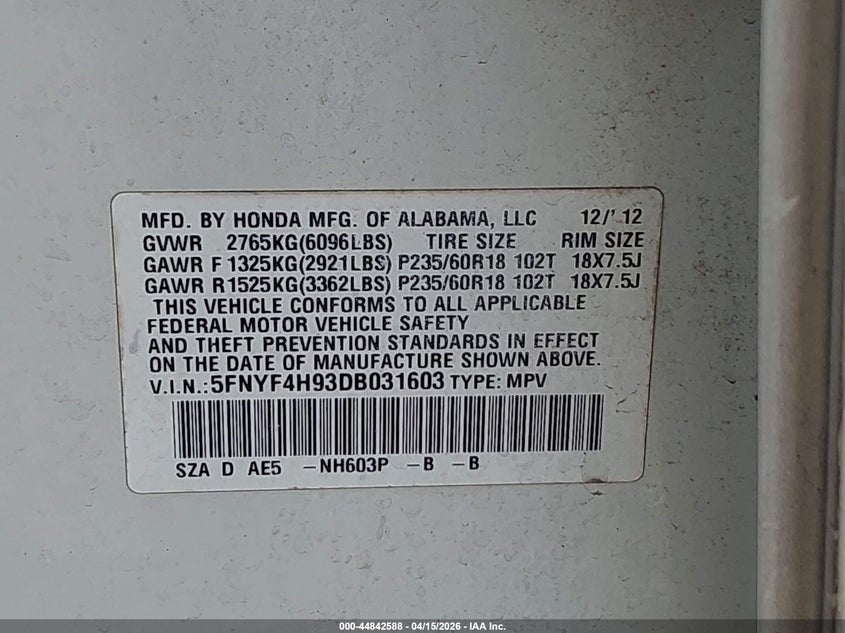 MFD. BY HONDA MFG. OF ALABAMA, LLC 12/'12
GVWR 2765KG(6096LBS) TIRE SIZE RIM SIZE
GAWR F 1325KG(2921LBS) P235/60R18 102T 18X7.5J
GAWR R1525KG(3362LBS) P235/60R18 102T 18X7.5J
THIS VEHICLE CONFORMS TO ALL APPLICABLE
FEDERAL MOTOR VEHICLE SAFETY
AND THEFT PREVENTION STANDARDS IN EFFECT
ON THE DATE OF MANUFACTURE SHOWN ABOVE.
V.I.N.:5FNYF4H93DB031603 TYPE: MPV
SZA D AE5 -NH603P -B -B
000-44842588 - 04/15/2026 - IAA Inc.